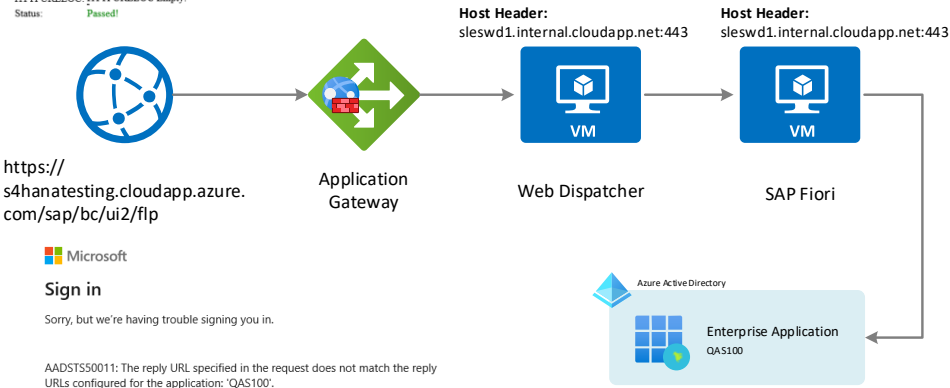 Status: Passed!
Host Header:
sleswd1.internal.cloudapp.net:443
Host Header:
sleswd1.internal.cloudapp.net:443
VM
VM
https://
s4hanatesting.cloudapp.azure.
com/sap/bc/ui2/flp
Application
Gateway
Web Dispatcher
SAP Fiori
Microsoft
Sign in
Sorry, but we're having trouble signing you in.
AADSTS50011: The reply URL specified in the request does not match the reply
URLs configured for the application: 'QAS100'.
Azure Active Directory
Enterprise Application
QAS100